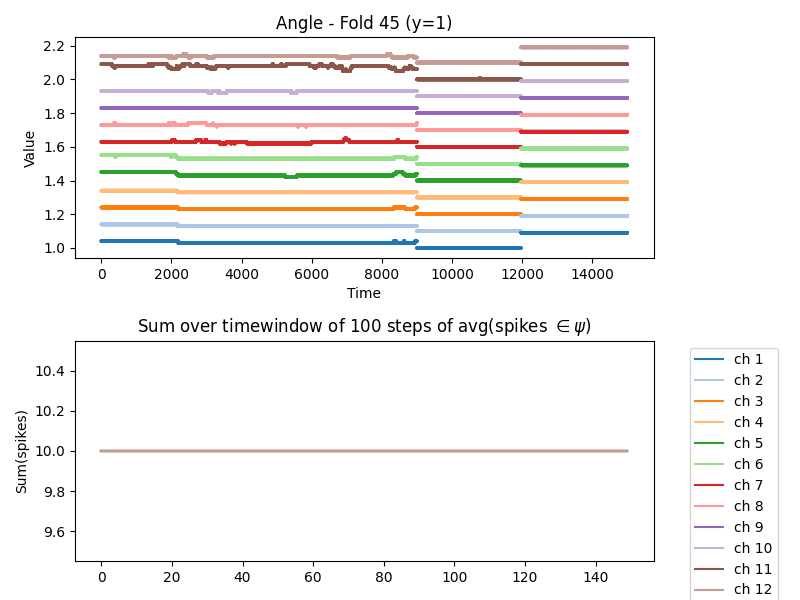 Angle - Fold 45 (y=1)
2.2
2.0
1.8
1.6
1.4
1.2
1.0
Value
0 2000 4000 6000 8000 10000 12000 14000
Time
Sum over timewindow of 100 steps of avg(spikes ∈ ψ)
10.4
10.2
10.0
9.8
9.6
Sum(spikes)
0 20 40 60 80 100 120 140
ch 1
ch 2
ch 3
ch 4
ch 5
ch 6
ch 7
ch 8
ch 9
ch 10
ch 11
ch 12